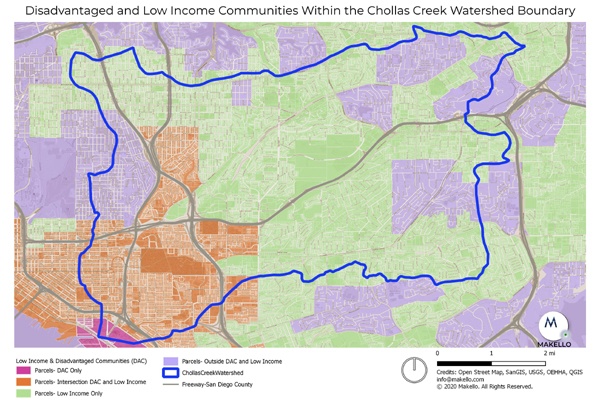 Disadvantaged and Low Income Communities Within the Chollas Creek Watershed Boundary
M
MAKELLO
Low Income & Disadvantaged Communities (DAC)
Parcels- DAC Only
Parcels- Intersection DAC and Low Income
Parcels- Low Income Only
Parcels- Outside DAC and Low Income
ChollasCreekWatershed
Freeway-San Diego County
0 1 2 mi
Credits: Open Street Map, SanGIS, USGS, OEHHA, QGIS
info@makello.com
© 2020 Makello. All Rights Reserved.